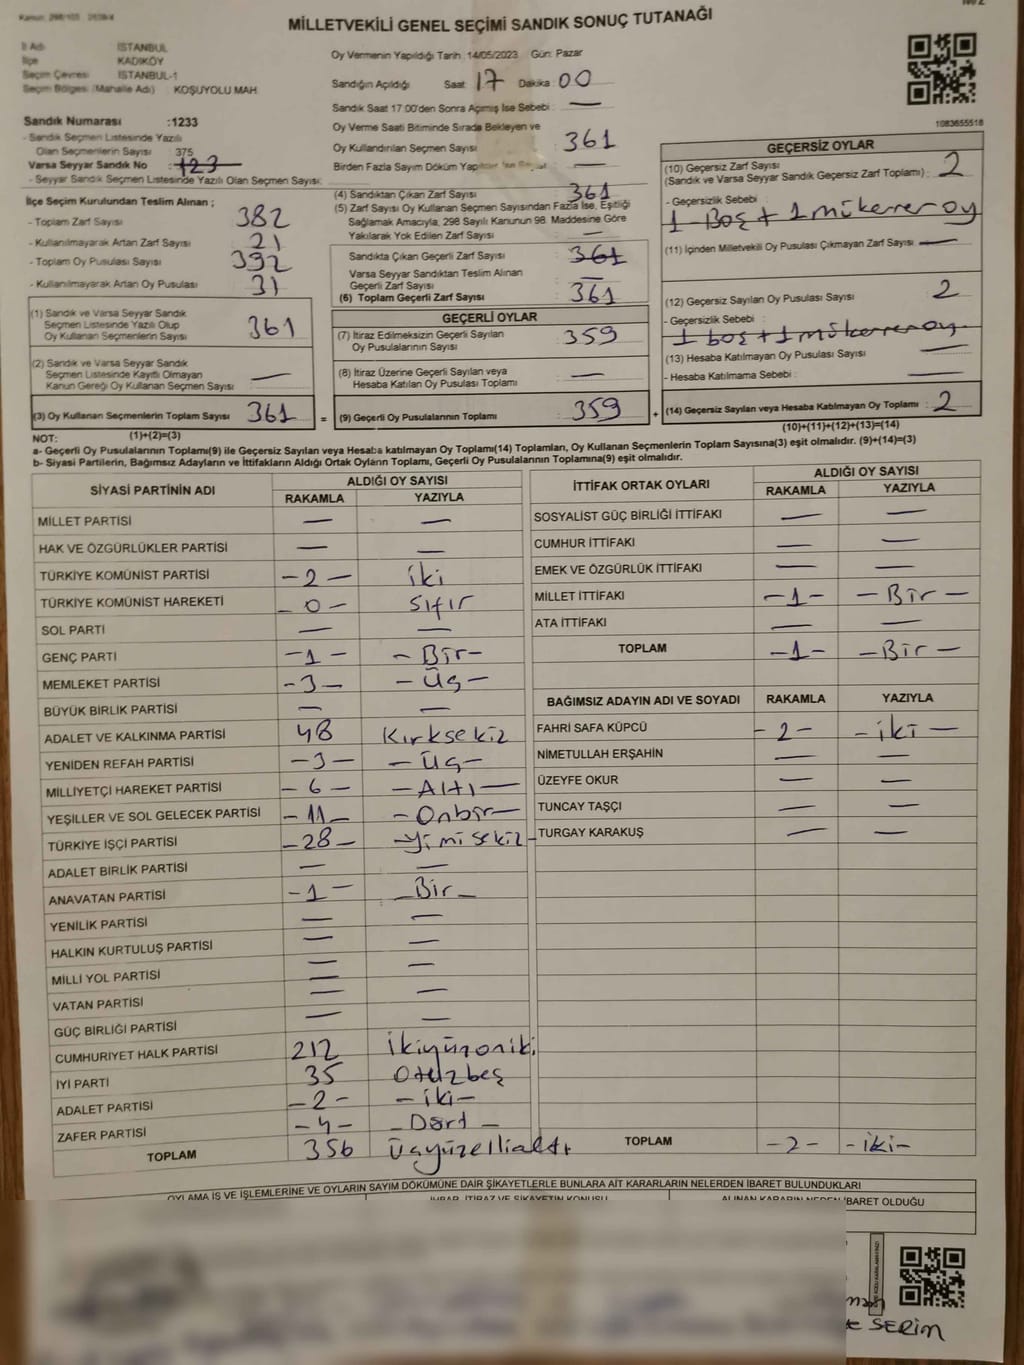 MİLLETVEKİLİ GENEL SEÇİMİ SANDIK SONUÇ TUTANAĞI
İl Adı İSTANBUL
İlçe KADIKÖY
Seçim Çevresi İSTANBUL-1
Seçim Bölgesi (Mahalle Adı) : KOŞUYOLU MAH.
Sandık Numarası :1233
- Sandık Seçmen Listesinde Yazılı
Olan Seçmenlerin Sayısı : 375
Varsa Seyyar Sandık No : 123
- Seyyar Sandık Seçmen Listesinde Yazılı Olan Seçmen Sayısı:
İlçe Seçim Kurulundan Teslim Alınan ;
- Toplam Zarf Sayısı 382
- Kullanılmayarak Artan Zarf Sayısı 21
- Toplam Oy Pusulası Sayısı 392
- Kullanılmayarak Artan Oy Pusulası 31
(1) Sandık ve Varsa Seyyar Sandık
Seçmen Listesinde Yazılı Olup
Oy Kullanan Seçmenlerin Sayısı 361
(2) Sandık ve Varsa Seyyar Sandık
Seçmen Listesinde Kayıtlı Olmayan
Kanun Gereği Oy Kullanan Seçmen Sayısı —
(3) Oy Kullanan Seçmenlerin Toplam Sayısı 361 =
Oy Vermenin Yapıldığı Tarih :14/05/2023 Gün: Pazar
Sandığın Açıldığı Saat: 17 Dakika : 00
Sandık Saat 17:00'den Sonra Açımış İse Sebebi : —
Oy Verme Saati Bitiminde Sırada Bekleyen ve
Oy Kullandırılan Seçmen Sayısı 361
Birden Fazla Sayım Döküm —
(4) Sandıktan Çıkan Zarf Sayısı 361
(5) Zarf Sayısı Oy Kullanan Seçmen Sayısından Fazla İse, Eşitliği
Sağlamak Amacıyla, 298 Sayılı Kanunun 98. Maddesine Göre
Yakılarak Yok Edilen Zarf Sayısı —
Sandıkta Çıkan Geçerli Zarf Sayısı 361
Varsa Seyyar Sandıktan Teslim Alınan
Geçerli Zarf Sayısı —
(6) Toplam Geçerli Zarf Sayısı 361
GEÇERLİ OYLAR
(7) İtiraz Edilmeksizin Geçerli Sayılan
Oy Pusulalarının Sayısı 359
(8) İtiraz Üzerine Geçerli Sayılan veya
Hesaba Katılan Oy Pusulası Toplamı —
(9) Geçerli Oy Pusulalarının Toplamı 359 +
1083655518
GEÇERSİZ OYLAR
(10) Geçersiz Zarf Sayısı
(Sandık ve Varsa Seyyar Sandık Geçersiz Zarf Toplamı) : 2
- Geçersizlik Sebebi
1 Boş + 1 mükerrer oy
(11) İçinden Milletvekili Oy Pusulası Çıkmayan Zarf Sayısı —
(12) Geçersiz Sayılan Oy Pusulası Sayısı 2
- Geçersizlik Sebebi :
1 boş + 1 mükerrer oy
(13) Hesaba Katılmayan Oy Pusulası Sayısı —
- Hesaba Katılmama Sebebi : —
(14) Geçersiz Sayılan veya Hesaba Katılmayan Oy Toplamı : 2
(10)+(11)+(12)+(13)=(14)
NOT: (1)+(2)=(3)
a- Geçerli Oy Pusulalarının Toplamı(9) ile Geçersiz Sayılan veya Hesaba katılmayan Oy Toplamı(14) Toplamları, Oy Kullanan Seçmenlerin Toplam Sayısına(3) eşit olmalıdır. (9)+(14)=(3)
b- Siyasi Partilerin, Bağımsız Adayların ve İttifakların Aldığı Ortak Oyların Toplamı, Geçerli Oy Pusulalarının Toplamına(9) eşit olmalıdır.
SİYASİ PARTİNİN ADI ALDIĞI OY SAYISI
RAKAMLA YAZIYLA
MİLLET PARTİSİ — —
HAK VE ÖZGÜRLÜKLER PARTİSİ — —
TÜRKİYE KOMÜNİST PARTİSİ -2- iki
TÜRKİYE KOMÜNİST HAREKETİ -0- Sıfır
SOL PARTİ — —
GENÇ PARTİ -1- -Bir-
MEMLEKET PARTİSİ -3- -Üç-
BÜYÜK BİRLİK PARTİSİ — —
ADALET VE KALKINMA PARTİSİ 48 Kırksekiz
YENİDEN REFAH PARTİSİ -3- -Üç-
MİLLİYETÇİ HAREKET PARTİSİ -6- -Altı-
YEŞİLLER VE SOL GELECEK PARTİSİ -11- -Onbir-
TÜRKİYE İŞÇİ PARTİSİ -28- -Yimisekiz-
ADALET BİRLİK PARTİSİ — —
ANAVATAN PARTİSİ -1- -Bir-
YENİLİK PARTİSİ — —
HALKIN KURTULUŞ PARTİSİ — —
MİLLİ YOL PARTİSİ — —
VATAN PARTİSİ — —
GÜÇ BİRLİĞİ PARTİSİ — —
CUMHURİYET HALK PARTİSİ 212 ikiyüzoniki
İYİ PARTİ 35 Otuzbeş
ADALET PARTİSİ -2- -iki-
ZAFER PARTİSİ -4- -Dört-
TOPLAM 356 Üçyüzellialtı
İTTİFAK ORTAK OYLARI ALDIĞI OY SAYISI
RAKAMLA YAZIYLA
SOSYALİST GÜÇ BİRLİĞİ İTTİFAKI — —
CUMHUR İTTİFAKI — —
EMEK VE ÖZGÜRLÜK İTTİFAKI — —
MİLLET İTTİFAKI -1- -Bir-
ATA İTTİFAKI — —
TOPLAM -1- -Bir-
BAĞIMSIZ ADAYIN ADI VE SOYADI RAKAMLA YAZIYLA
FAHRİ SAFA KÜPCÜ -2- -iki-
NİMETULLAH ERŞAHİN — —
ÜZEYFE OKUR — —
TUNCAY TAŞÇI — —
TURGAY KARAKUŞ — —
TOPLAM -2- -iki-
OYLAMA İŞ VE İŞLEMLERİNE VE OYLARIN SAYIM DÖKÜMÜNE DAİR ŞİKAYETLERLE BUNLARA AİT KARARLARIN NELERDEN İBARET BULUNDUKLARI
İHBAR, İTİRAZ VE ŞİKAYETİN KONUSU ALINAN KARARIN NEDEN İBARET OLDUĞU
SERİM